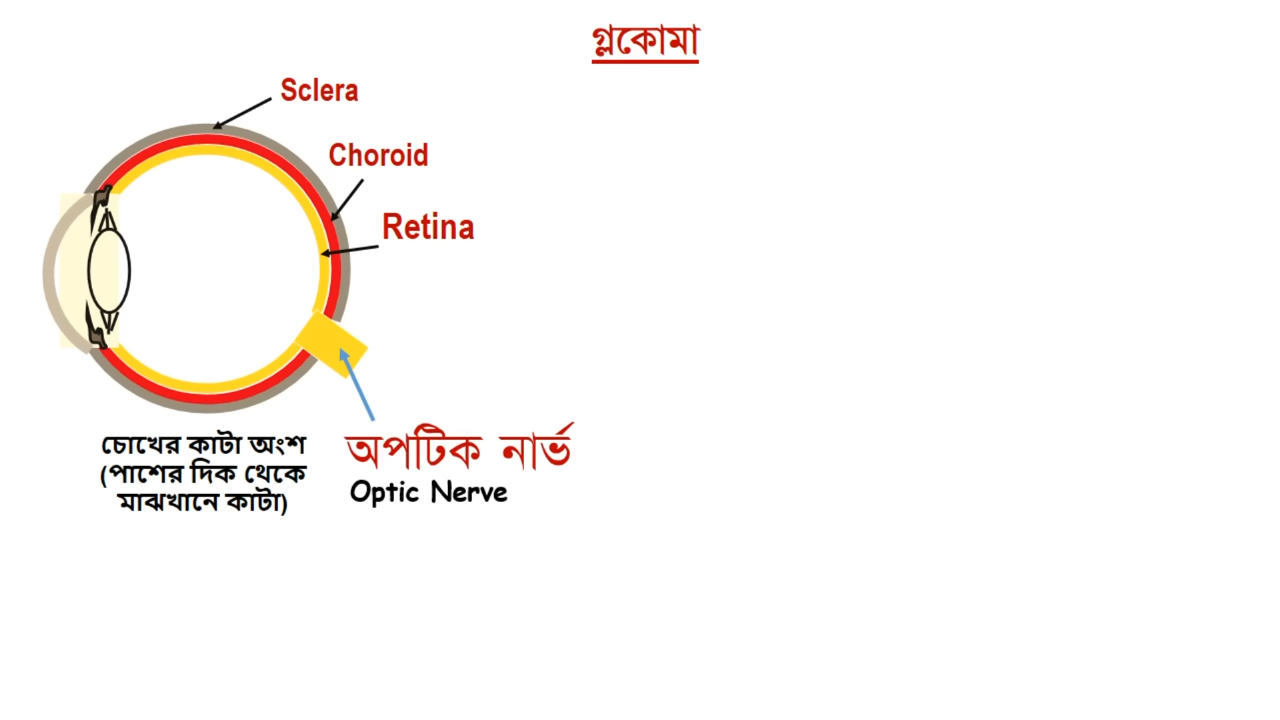 গ্লকোমা
Sclera
Choroid
Retina
চোখের কাটা অংশ
(পাশের দিক থেকে
মাঝখানে কাটা)
অপটিক নার্ভ
Optic Nerve